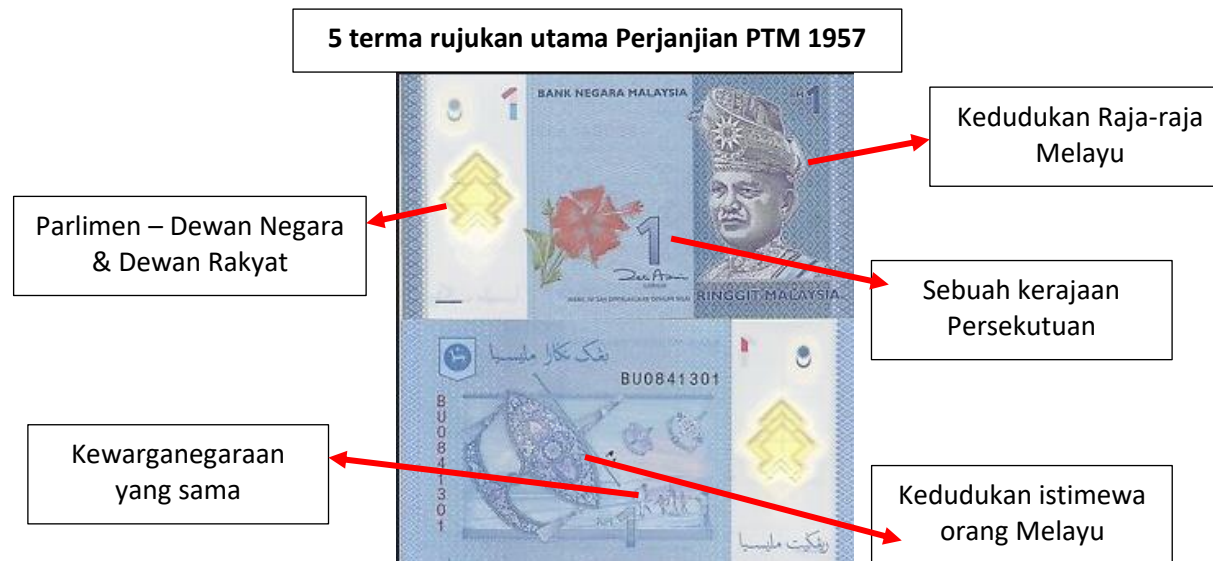 5 terma rujukan utama Perjanjian PTM 1957
BANK NEGARA MALAYSIA
RM1
Kedudukan Raja-raja
Melayu
Parlimen – Dewan Negara
& Dewan Rakyat
1
RINGGIT MALAYSIA
Sebuah kerajaan
Persekutuan
بڠک نݢارا مليسيا
BU0841301
BU0841301
Kewarganegaraan
yang sama
1
Kedudukan istimewa
orang Melayu
رڠݢيت مليسيا